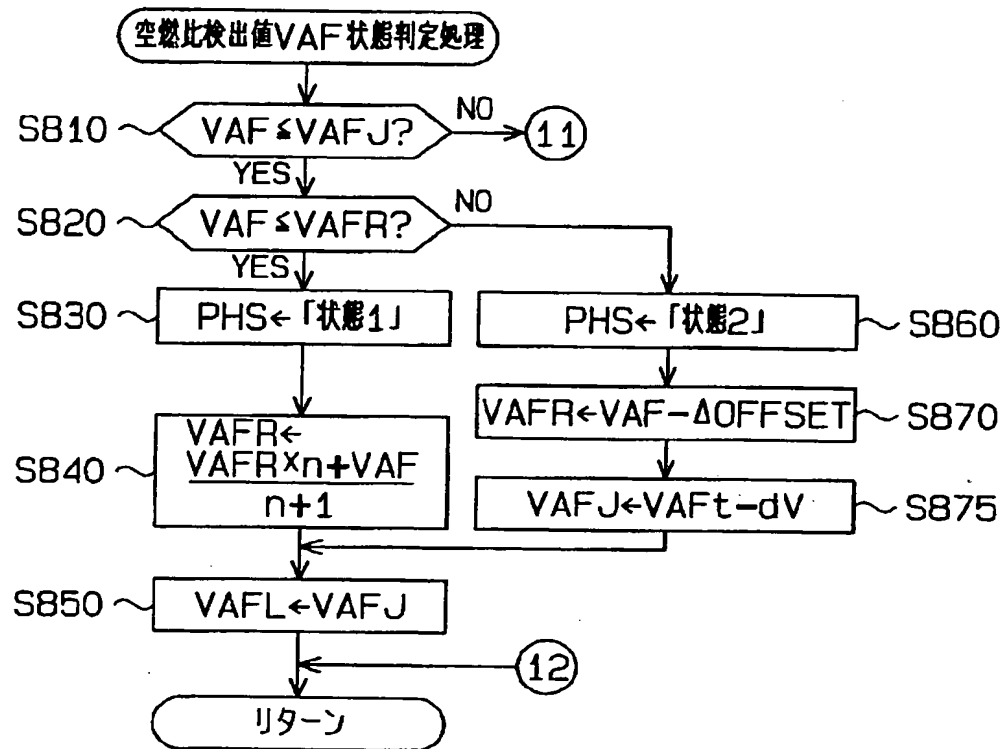 空燃比検出値VAF状態判定処理
S810
VAF≦VAFJ?
NO
11
YES
S820
VAF≦VAFR?
NO
YES
S830
PHS←「状態1」
PHS←「状態2」
S860
VAFR←VAF-ΔOFFSET
S870
S840
VAFR←
VAFR×n+VAF
n+1
VAFJ←VAFt-dV
S875
S850
VAFL←VAFJ
12
リターン